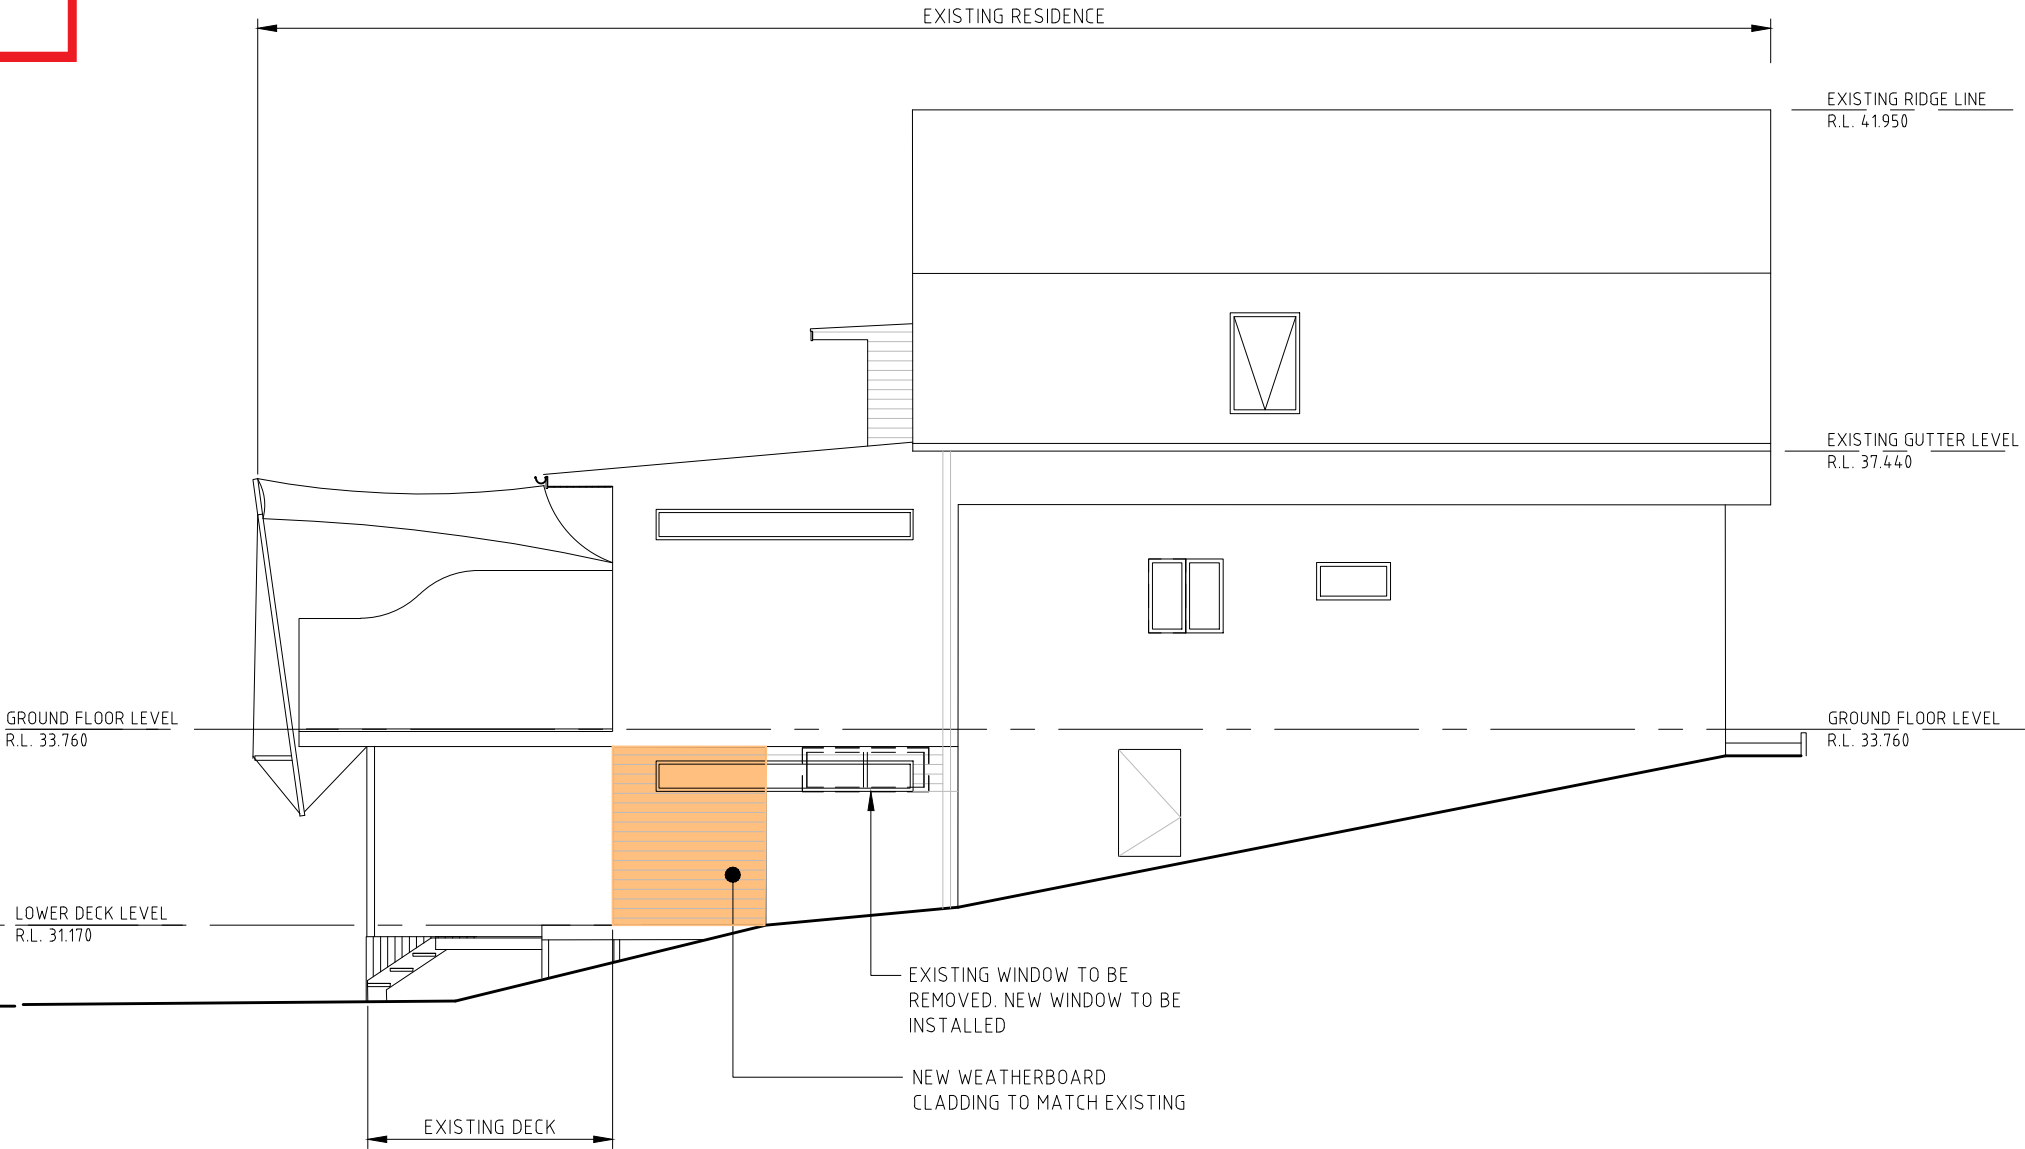 EXISTING RESIDENCE
EXISTING RIDGE LINE
R.L. 41.950
EXISTING GUTTER LEVEL
R.L. 37.440
GROUND FLOOR LEVEL
R.L. 33.760
GROUND FLOOR LEVEL
R.L. 33.760
LOWER DECK LEVEL
R.L. 31.170
EXISTING WINDOW TO BE
REMOVED. NEW WINDOW TO BE
INSTALLED
NEW WEATHERBOARD
CLADDING TO MATCH EXISTING
EXISTING DECK